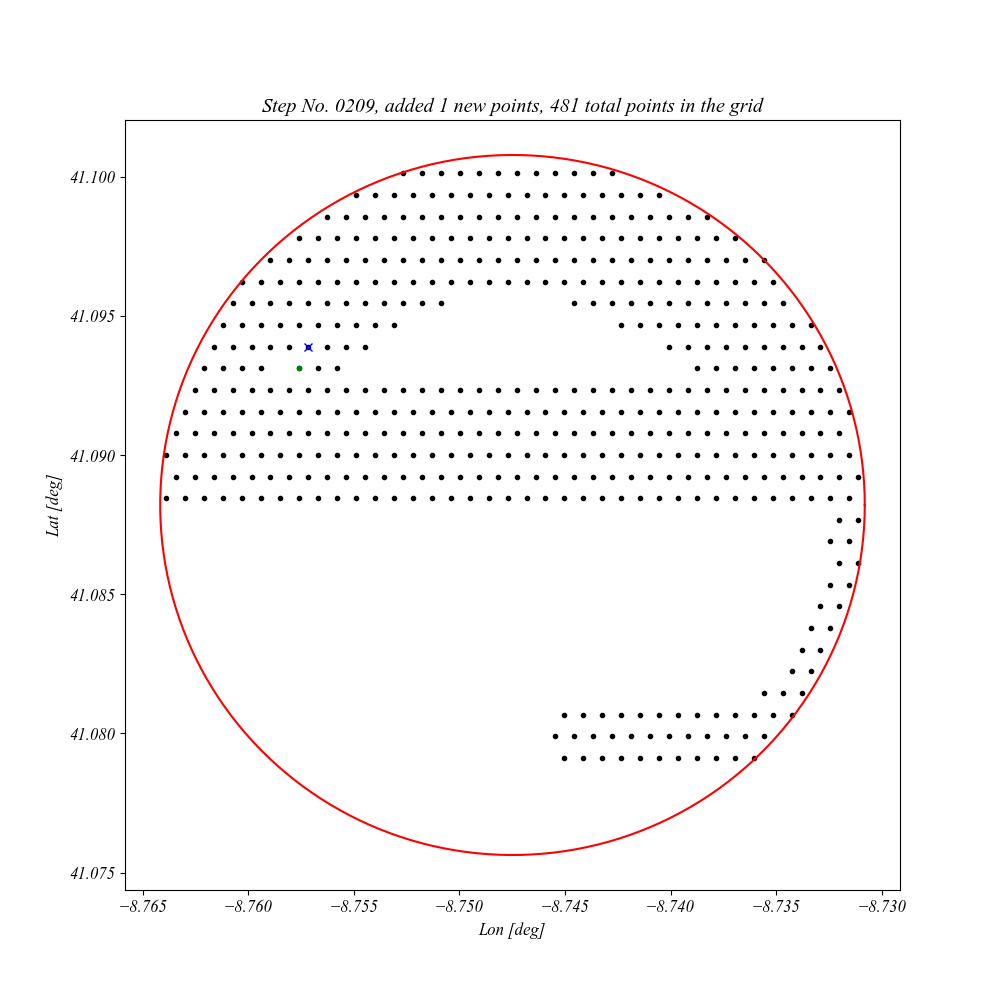 Step No. 0209, added 1 new points, 481 total points in the grid
41.100
41.095
41.090
41.085
41.080
41.075
Lat [deg]
−8.765 −8.760 −8.755 −8.750 −8.745 −8.740 −8.735 −8.730
Lon [deg]